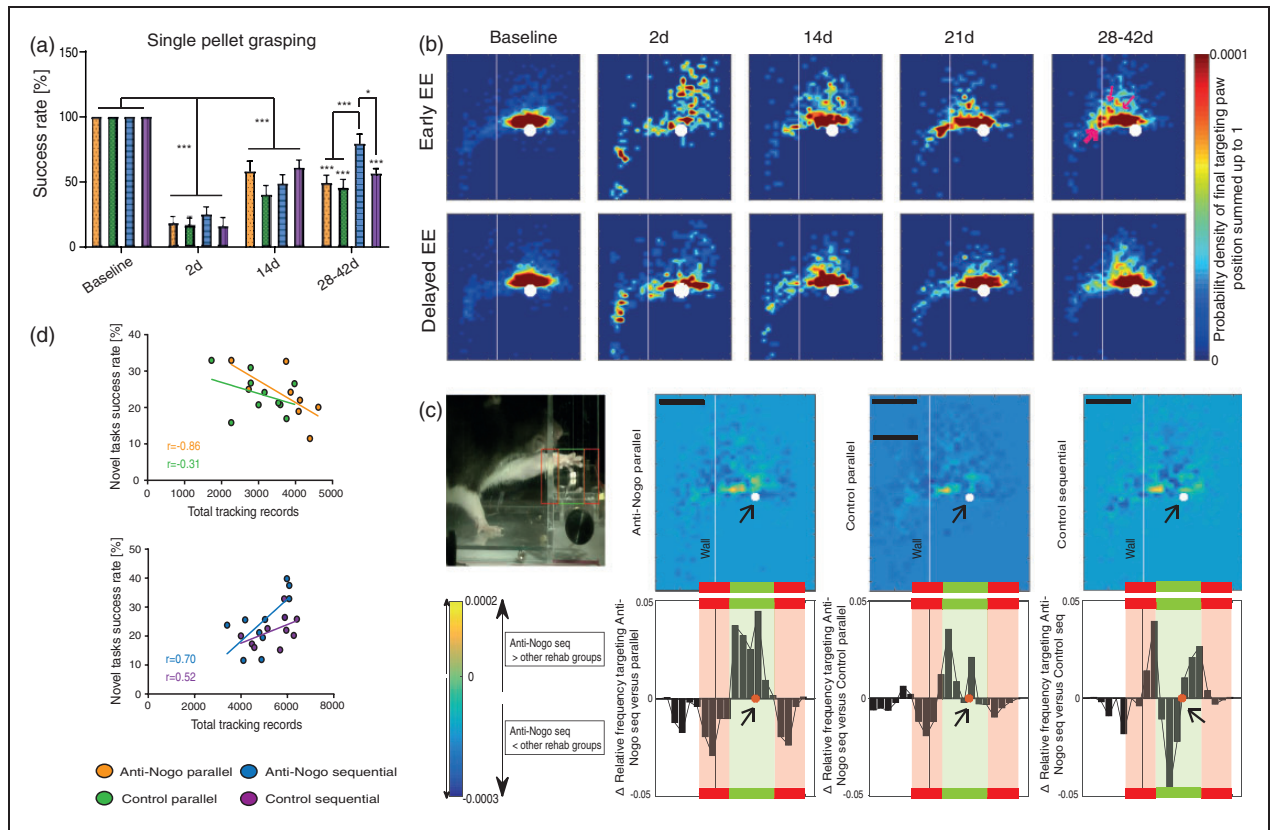 (a)
Single pellet grasping
Success rate [%]
150
100
50
0
***
***
***
*
***
***
***
Baseline
2d
14d
28-42d
(b)
Baseline
2d
14d
21d
28-42d
Early EE
Delayed EE
0.0001
0
Probability density of final targeting paw
position summed up to 1
(d)
Novel tasks success rate [%]
40
30
20
10
0
r=-0.86
r=-0.31
0
1000
2000
3000
4000
5000
Total tracking records
Novel tasks success rate [%]
50
40
30
20
10
0
r=0.70
r=0.52
0
2000
4000
6000
8000
Total tracking records
Anti-Nogo parallel
Anti-Nogo sequential
Control parallel
Control sequential
(c)
Anti-Nogo parallel
Wall
Control parallel
Wall
Control sequential
Wall
0.0002
0
-0.0003
Anti-Nogo seq
> other rehab groups
Anti-Nogo seq
< other rehab groups
Δ Relative frequency targeting Anti-
Nogo seq versus parallel
0.05
0
-0.05
Δ Relative frequency targeting Anti-
Nogo seq versus Control parallel
0.05
0
-0.05
Δ Relative frequency targeting Anti-
Nogo seq versus Control seq
0.05
0
-0.05